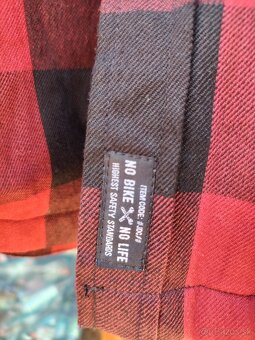 ITEM CODE:
NO BIKE NO LIFE
HIGHEST SAFETY STANDARDS